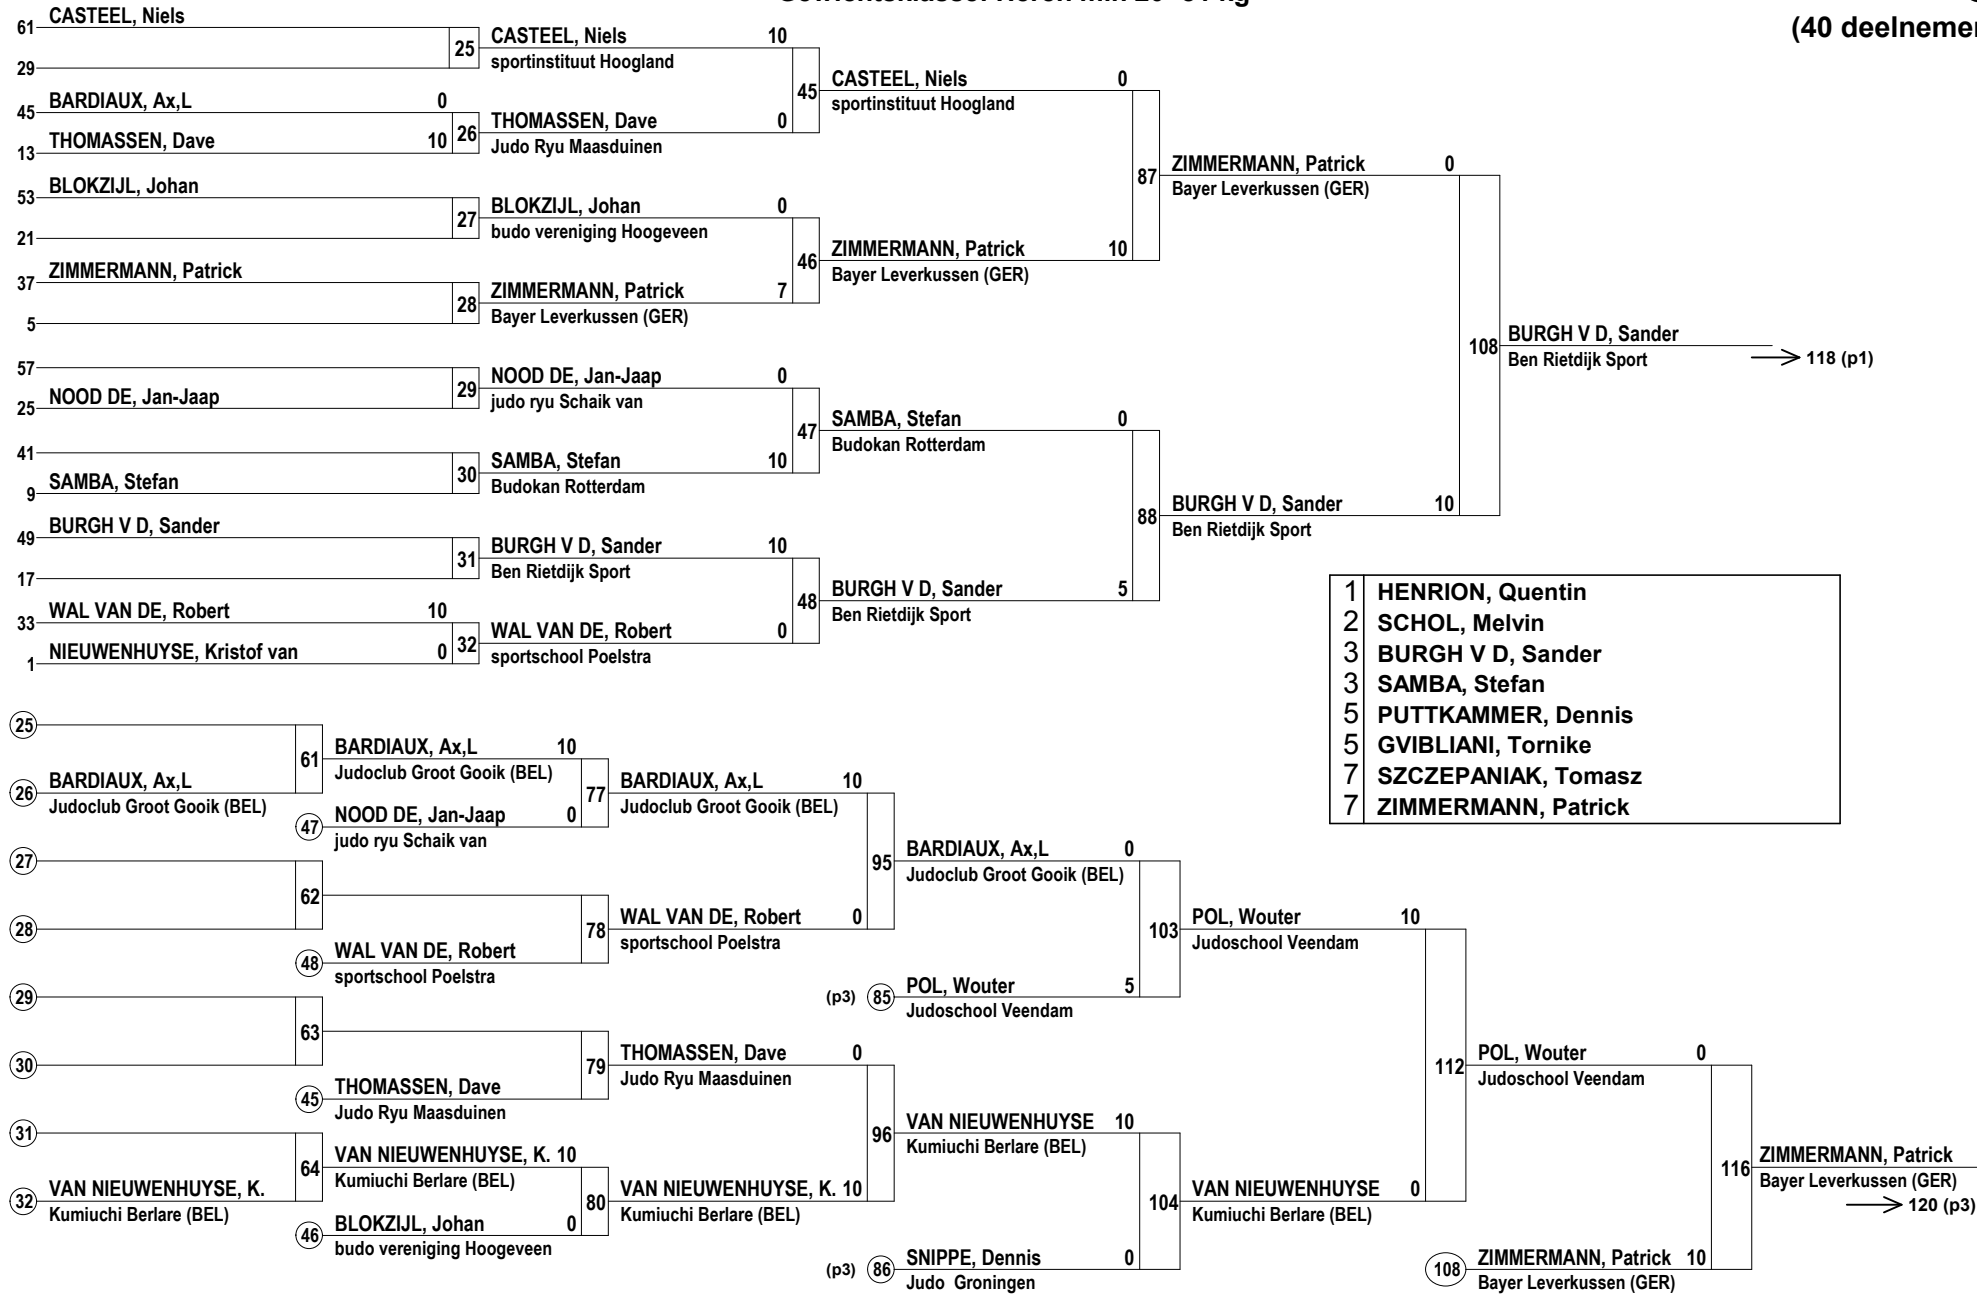 (40 deelnemer
61 CASTEEL, Niels
29
25
CASTEEL, Niels 10
sportinstituut Hoogland
45 BARDIAUX, Ax,L 0
13 THOMASSEN, Dave 10
26
THOMASSEN, Dave 0
Judo Ryu Maasduinen
45
CASTEEL, Niels 0
sportinstituut Hoogland
53 BLOKZIJL, Johan
21
27
BLOKZIJL, Johan 0
budo vereniging Hoogeveen
37 ZIMMERMANN, Patrick
5
28
ZIMMERMANN, Patrick 7
Bayer Leverkussen (GER)
46
ZIMMERMANN, Patrick 10
Bayer Leverkussen (GER)
87
ZIMMERMANN, Patrick 0
Bayer Leverkussen (GER)
57
25 NOOD DE, Jan-Jaap
29
NOOD DE, Jan-Jaap 0
judo ryu Schaik van
41
9 SAMBA, Stefan
30
SAMBA, Stefan 10
Budokan Rotterdam
47
SAMBA, Stefan 0
Budokan Rotterdam
49 BURGH V D, Sander
17
31
BURGH V D, Sander 10
Ben Rietdijk Sport
33 WAL VAN DE, Robert 10
1 NIEUWENHUYSE, Kristof van 0
32
WAL VAN DE, Robert 0
sportschool Poelstra
48
BURGH V D, Sander 5
Ben Rietdijk Sport
88
BURGH V D, Sander 10
Ben Rietdijk Sport
108
BURGH V D, Sander
Ben Rietdijk Sport
118 (p1)
1 HENRION, Quentin
2 SCHOL, Melvin
3 BURGH V D, Sander
3 SAMBA, Stefan
5 PUTTKAMMER, Dennis
5 GVIBLIANI, Tornike
7 SZCZEPANIAK, Tomasz
7 ZIMMERMANN, Patrick
25
26 BARDIAUX, Ax,L
Judoclub Groot Gooik (BEL)
61
BARDIAUX, Ax,L 10
Judoclub Groot Gooik (BEL)
47 NOOD DE, Jan-Jaap 0
judo ryu Schaik van
77
BARDIAUX, Ax,L 10
Judoclub Groot Gooik (BEL)
27
28
62
48 WAL VAN DE, Robert
sportschool Poelstra
78
WAL VAN DE, Robert 0
sportschool Poelstra
95
BARDIAUX, Ax,L 0
Judoclub Groot Gooik (BEL)
(p3) 85 POL, Wouter 5
Judoschool Veendam
103
POL, Wouter 10
Judoschool Veendam
29
30
63
45 THOMASSEN, Dave
Judo Ryu Maasduinen
79
THOMASSEN, Dave 0
Judo Ryu Maasduinen
31
32 VAN NIEUWENHUYSE, K.
Kumiuchi Berlare (BEL)
64
VAN NIEUWENHUYSE, K. 10
Kumiuchi Berlare (BEL)
46 BLOKZIJL, Johan 0
budo vereniging Hoogeveen
80
VAN NIEUWENHUYSE, K. 10
Kumiuchi Berlare (BEL)
96
VAN NIEUWENHUYSE 10
Kumiuchi Berlare (BEL)
(p3) 86 SNIPPE, Dennis 0
Judo Groningen
104
VAN NIEUWENHUYSE 0
Kumiuchi Berlare (BEL)
112
POL, Wouter 0
Judoschool Veendam
108 ZIMMERMANN, Patrick 10
Bayer Leverkussen (GER)
116
ZIMMERMANN, Patrick
Bayer Leverkussen (GER)
120 (p3)